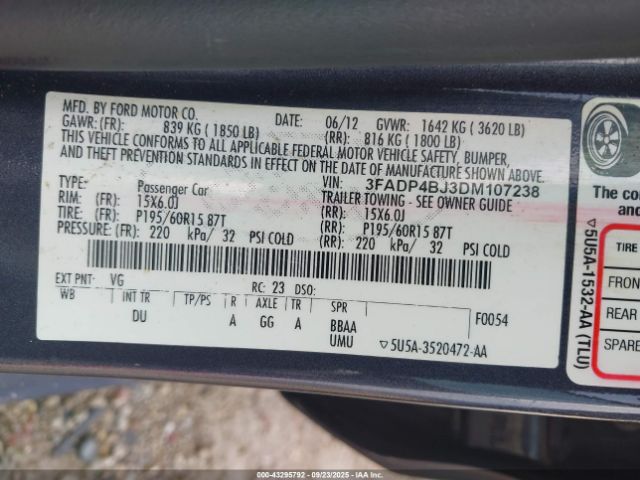 MFD. BY FORD MOTOR CO.
DATE: 06/12 GVWR: 1642 KG ( 3620 LB)
GAWR: (FR): 839 KG ( 1850 LB) (RR): 816 KG ( 1800 LB)
THIS VEHICLE CONFORMS TO ALL APPLICABLE FEDERAL MOTOR VEHICLE SAFETY, BUMPER,
AND THEFT PREVENTION STANDARDS IN EFFECT ON THE DATE OF MANUFACTURE SHOWN ABOVE.
VIN: 3FADP4BJ3DM107238
TYPE: Passenger Car TRAILER TOWING - SEE OWNER GUIDE
RIM: (FR): 15X6.0J (RR): 15X6.0J
TIRE: (FR): P195/60R15 87T (RR): P195/60R15 87T
PRESSURE: (FR): 220 kPa/ 32 PSI COLD (RR): 220 kPa/ 32 PSI COLD
EXT PNT: VG RC: 23 DSO:
WB INT TR TP/PS R AXLE TR SPR F0054
DU A GG A BBAA
UMU ▽5U5A-3520472-AA
The co
and
▽5U5A-1532-AA (TLU)
TIRE
FRON
REAR
SPARE
000-43295792 - 09/23/2025 - IAAI.COM